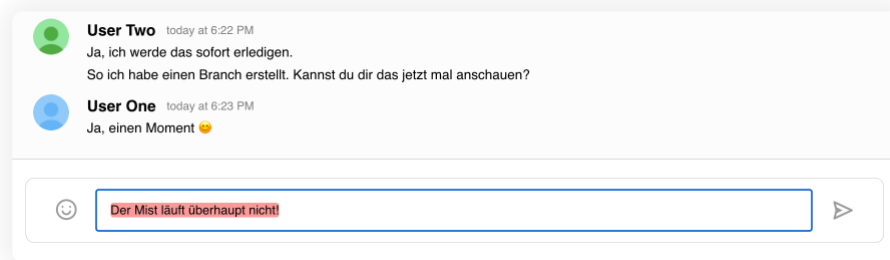 User Two today at 6:22 PM
Ja, ich werde das sofort erledigen.
So ich habe einen Branch erstellt. Kannst du dir das jetzt mal anschauen?
User One today at 6:23 PM
Ja, einen Moment 😊
Der Mist läuft überhaupt nicht!